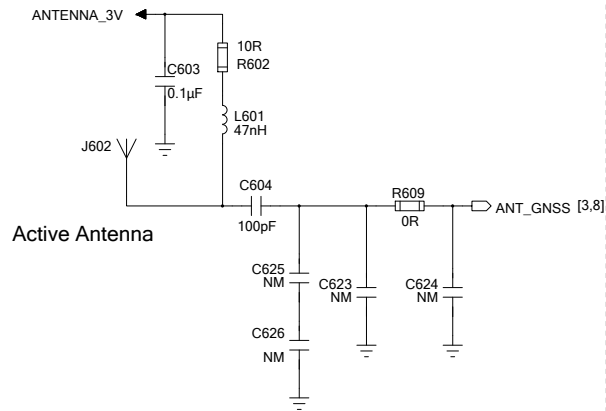 ANTENNA_3V
10R
R602
C603
0.1µF
L601
47nH
J602
C604
100pF
R609
0R
ANT_GNSS [3,8]
Active Antenna
C625
NM
C623
NM
C624
NM
C626
NM